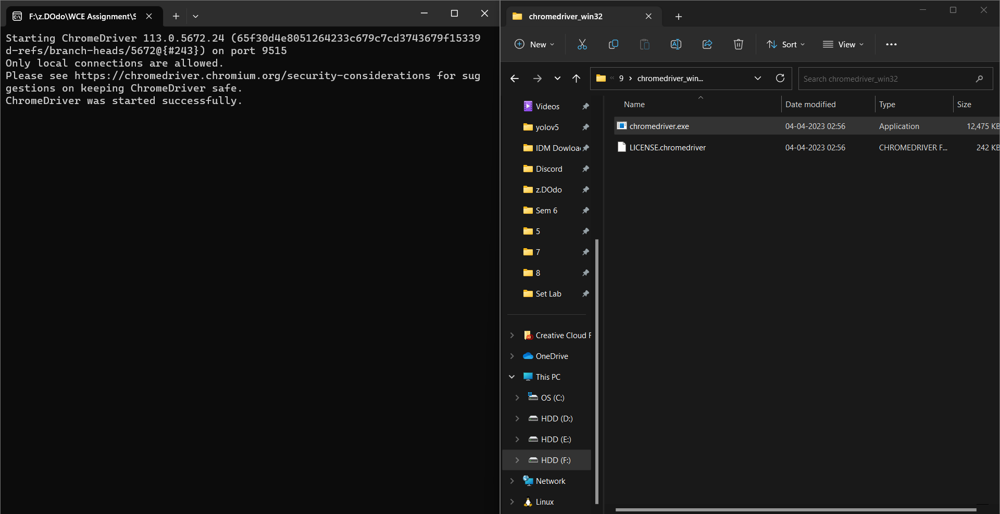 F:\z.DOdo\WCE Assignment\S
Starting ChromeDriver 113.0.5672.24 (65f30d4e8051264233c679c7cd3743679f15339
d-refs/branch-heads/5672@{#243}) on port 9515
Only local connections are allowed.
Please see https://chromedriver.chromium.org/security-considerations for sug
gestions on keeping ChromeDriver safe.
ChromeDriver was started successfully.
chromedriver_win32
New
Sort
View
9
chromedriver_win...
Search chromedriver_win32
Videos
yolov5
IDM Dowloa
Discord
z.DOdo
Sem 6
5
7
8
Set Lab
Creative Cloud F
OneDrive
This PC
OS (C:)
HDD (D:)
HDD (E:)
HDD (F:)
Network
Linux
Name Date modified Type Size
chromedriver.exe 04-04-2023 02:56 Application 12,475 KB
LICENSE.chromedriver 04-04-2023 02:56 CHROMEDRIVER F... 242 KB